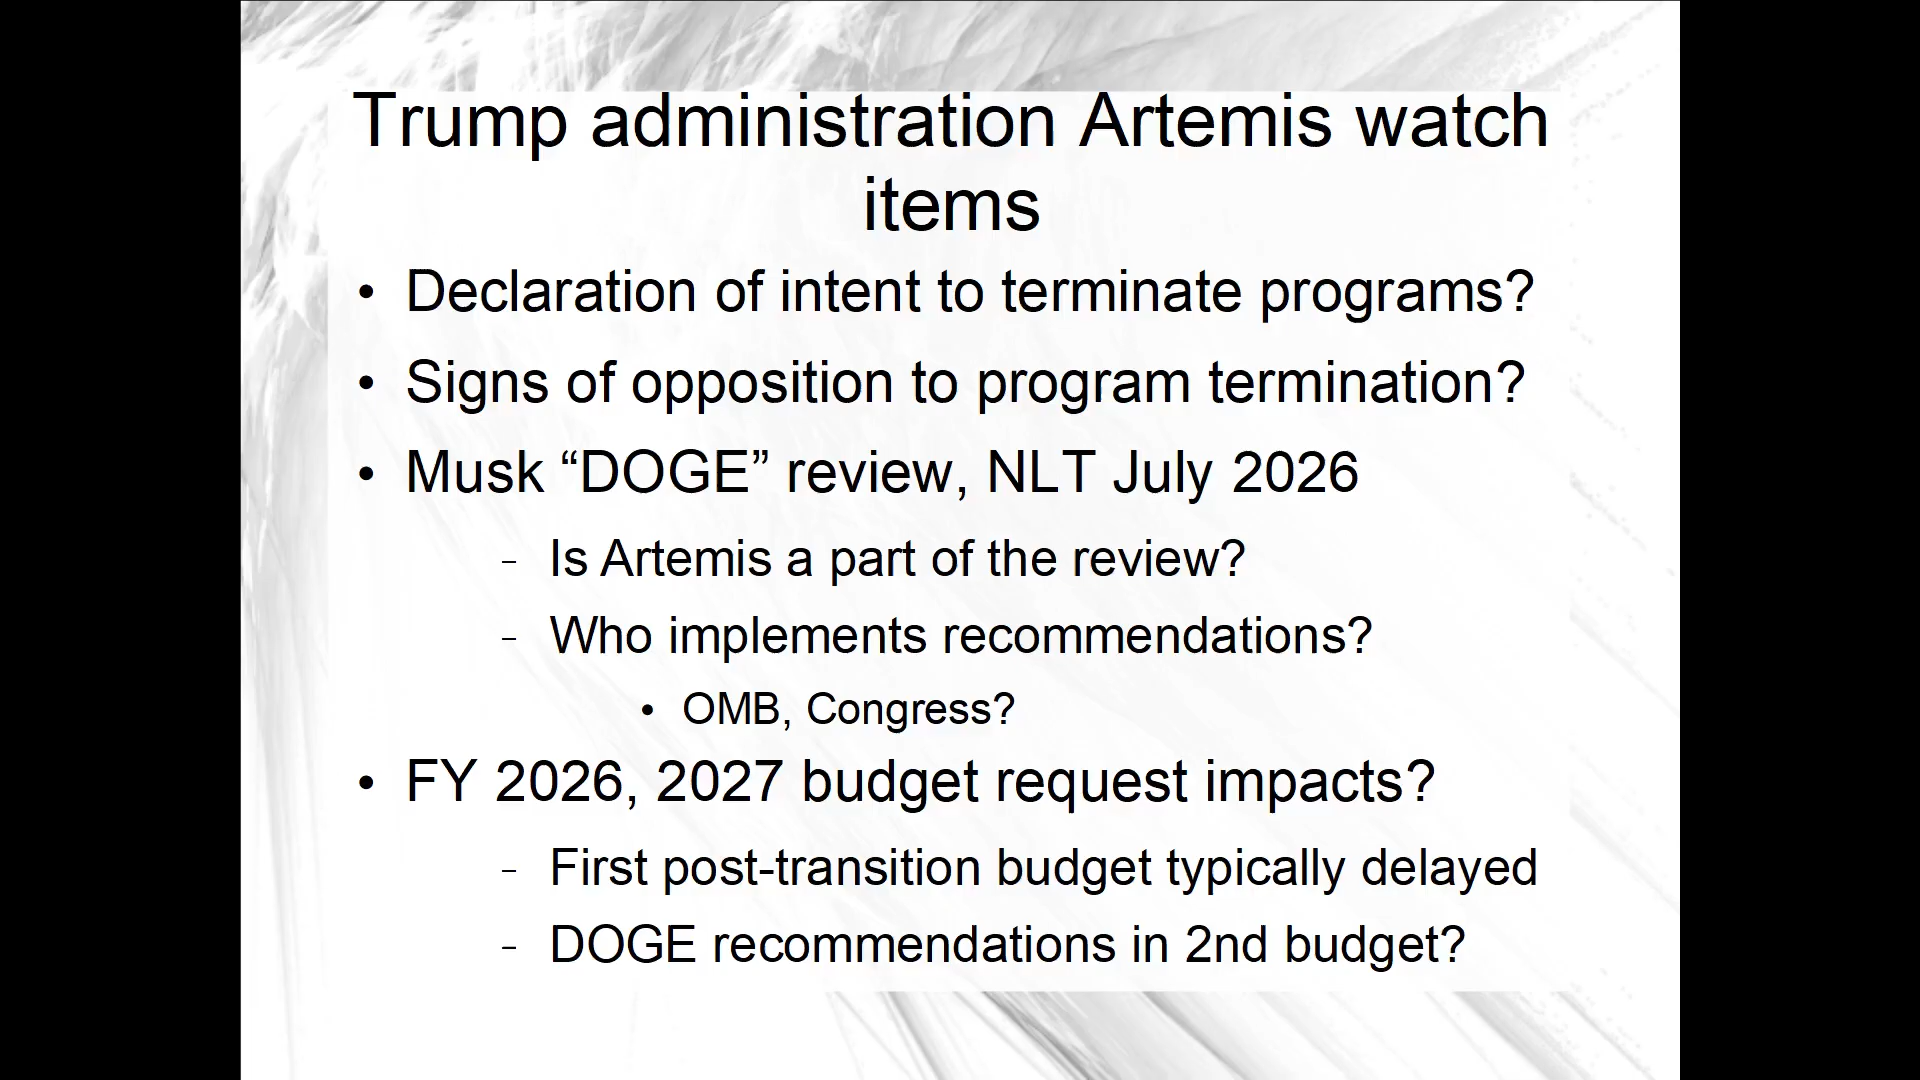 Trump administration Artemis watch
items
• Declaration of intent to terminate programs?
• Signs of opposition to program termination?
• Musk “DOGE” review, NLT July 2026
– Is Artemis a part of the review?
– Who implements recommendations?
• OMB, Congress?
• FY 2026, 2027 budget request impacts?
– First post-transition budget typically delayed
– DOGE recommendations in 2nd budget?